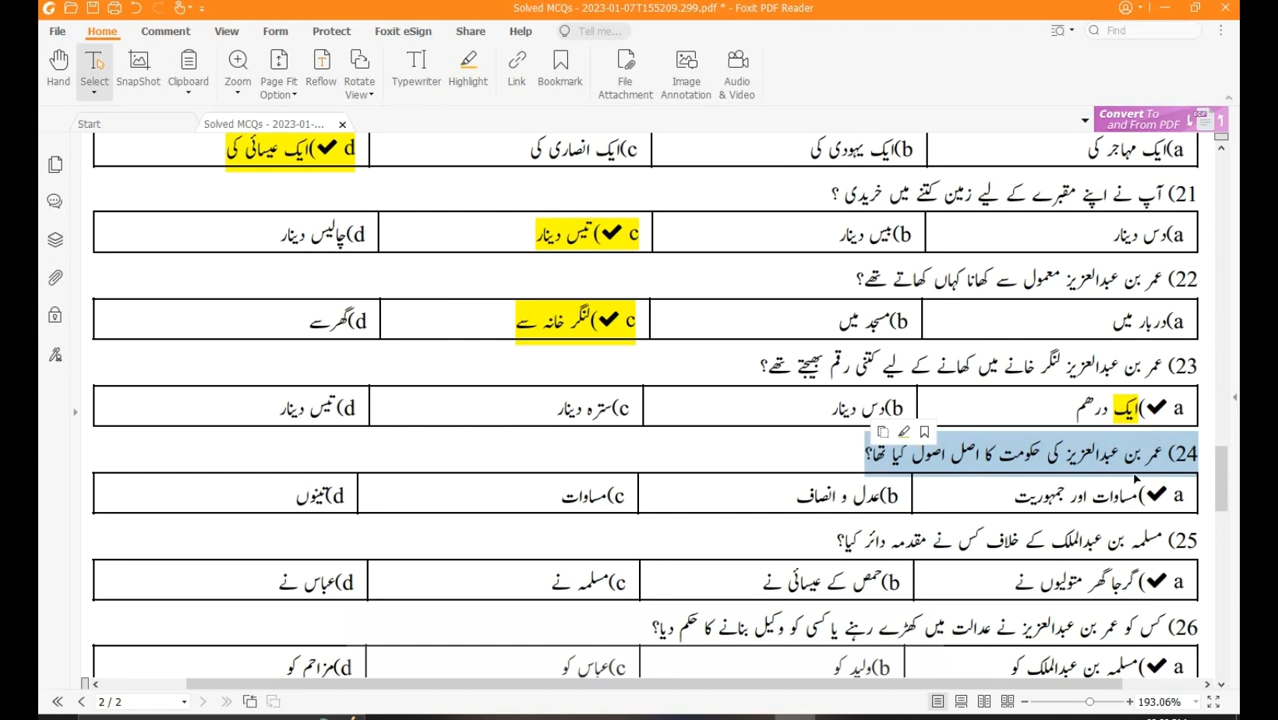 Solved MCQs - 2023-01-07T155209.299.pdf * - Foxit PDF Reader
File Home Comment View Form Protect Foxit eSign Share Help Tell me... Find
Hand Select SnapShot Clipboard Zoom Page Fit Option Reflow Rotate View Typewriter Highlight Link Bookmark File Attachment Image Annotation Audio & Video
Start Solved MCQs - 2023-01-... Convert To and From PDF
a)ایک مہاجر کی b)ایک یہودی کی c)ایک انصاری کی d ✔)ایک عیسائی کی
21) آپ نے اپنے مقبرے کے لیے زمین کتنے میں خریدی ؟
a)دس دینار b)بیس دینار c ✔)تیس دینار d)چالیس دینار
22) عمر بن عبدالعزیز معمول سے کھانا کہاں کھاتے تھے؟
a)دربار میں b)مسجد میں c ✔)لنگر خانہ سے d)گھرسے
23) عمر بن عبدالعزیز لنگر خانے میں کھانے کے لیے کتنی رقم بھیجتے تھے؟
a ✔)ایک درھم b)دس دینار c)سترہ دینار d)تیس دینار
24) عمر بن عبدالعزیز کی حکومت کا اصل اصول کیا تھا؟
a ✔)مساوات اور جمہوریت b)عدل و انصاف c)مساوات d)تینوں
25) مسلمہ بن عبدالملک کے خلاف کس نے مقدمہ دائر کیا؟
a ✔)گرجا گھر متولیوں نے b)حمص کے عیسائی نے c)مسلمہ نے d)عباس نے
26) کس کو عمر بن عبدالعزیز نے عدالت میں کھڑے رہنے یا کسی کو وکیل بنانے کا حکم دیا؟
a ✔)مسلمہ بن عبدالملک کو b)ولید کو c)عباس کو d)مزاحم کو
2 / 2 193.06%